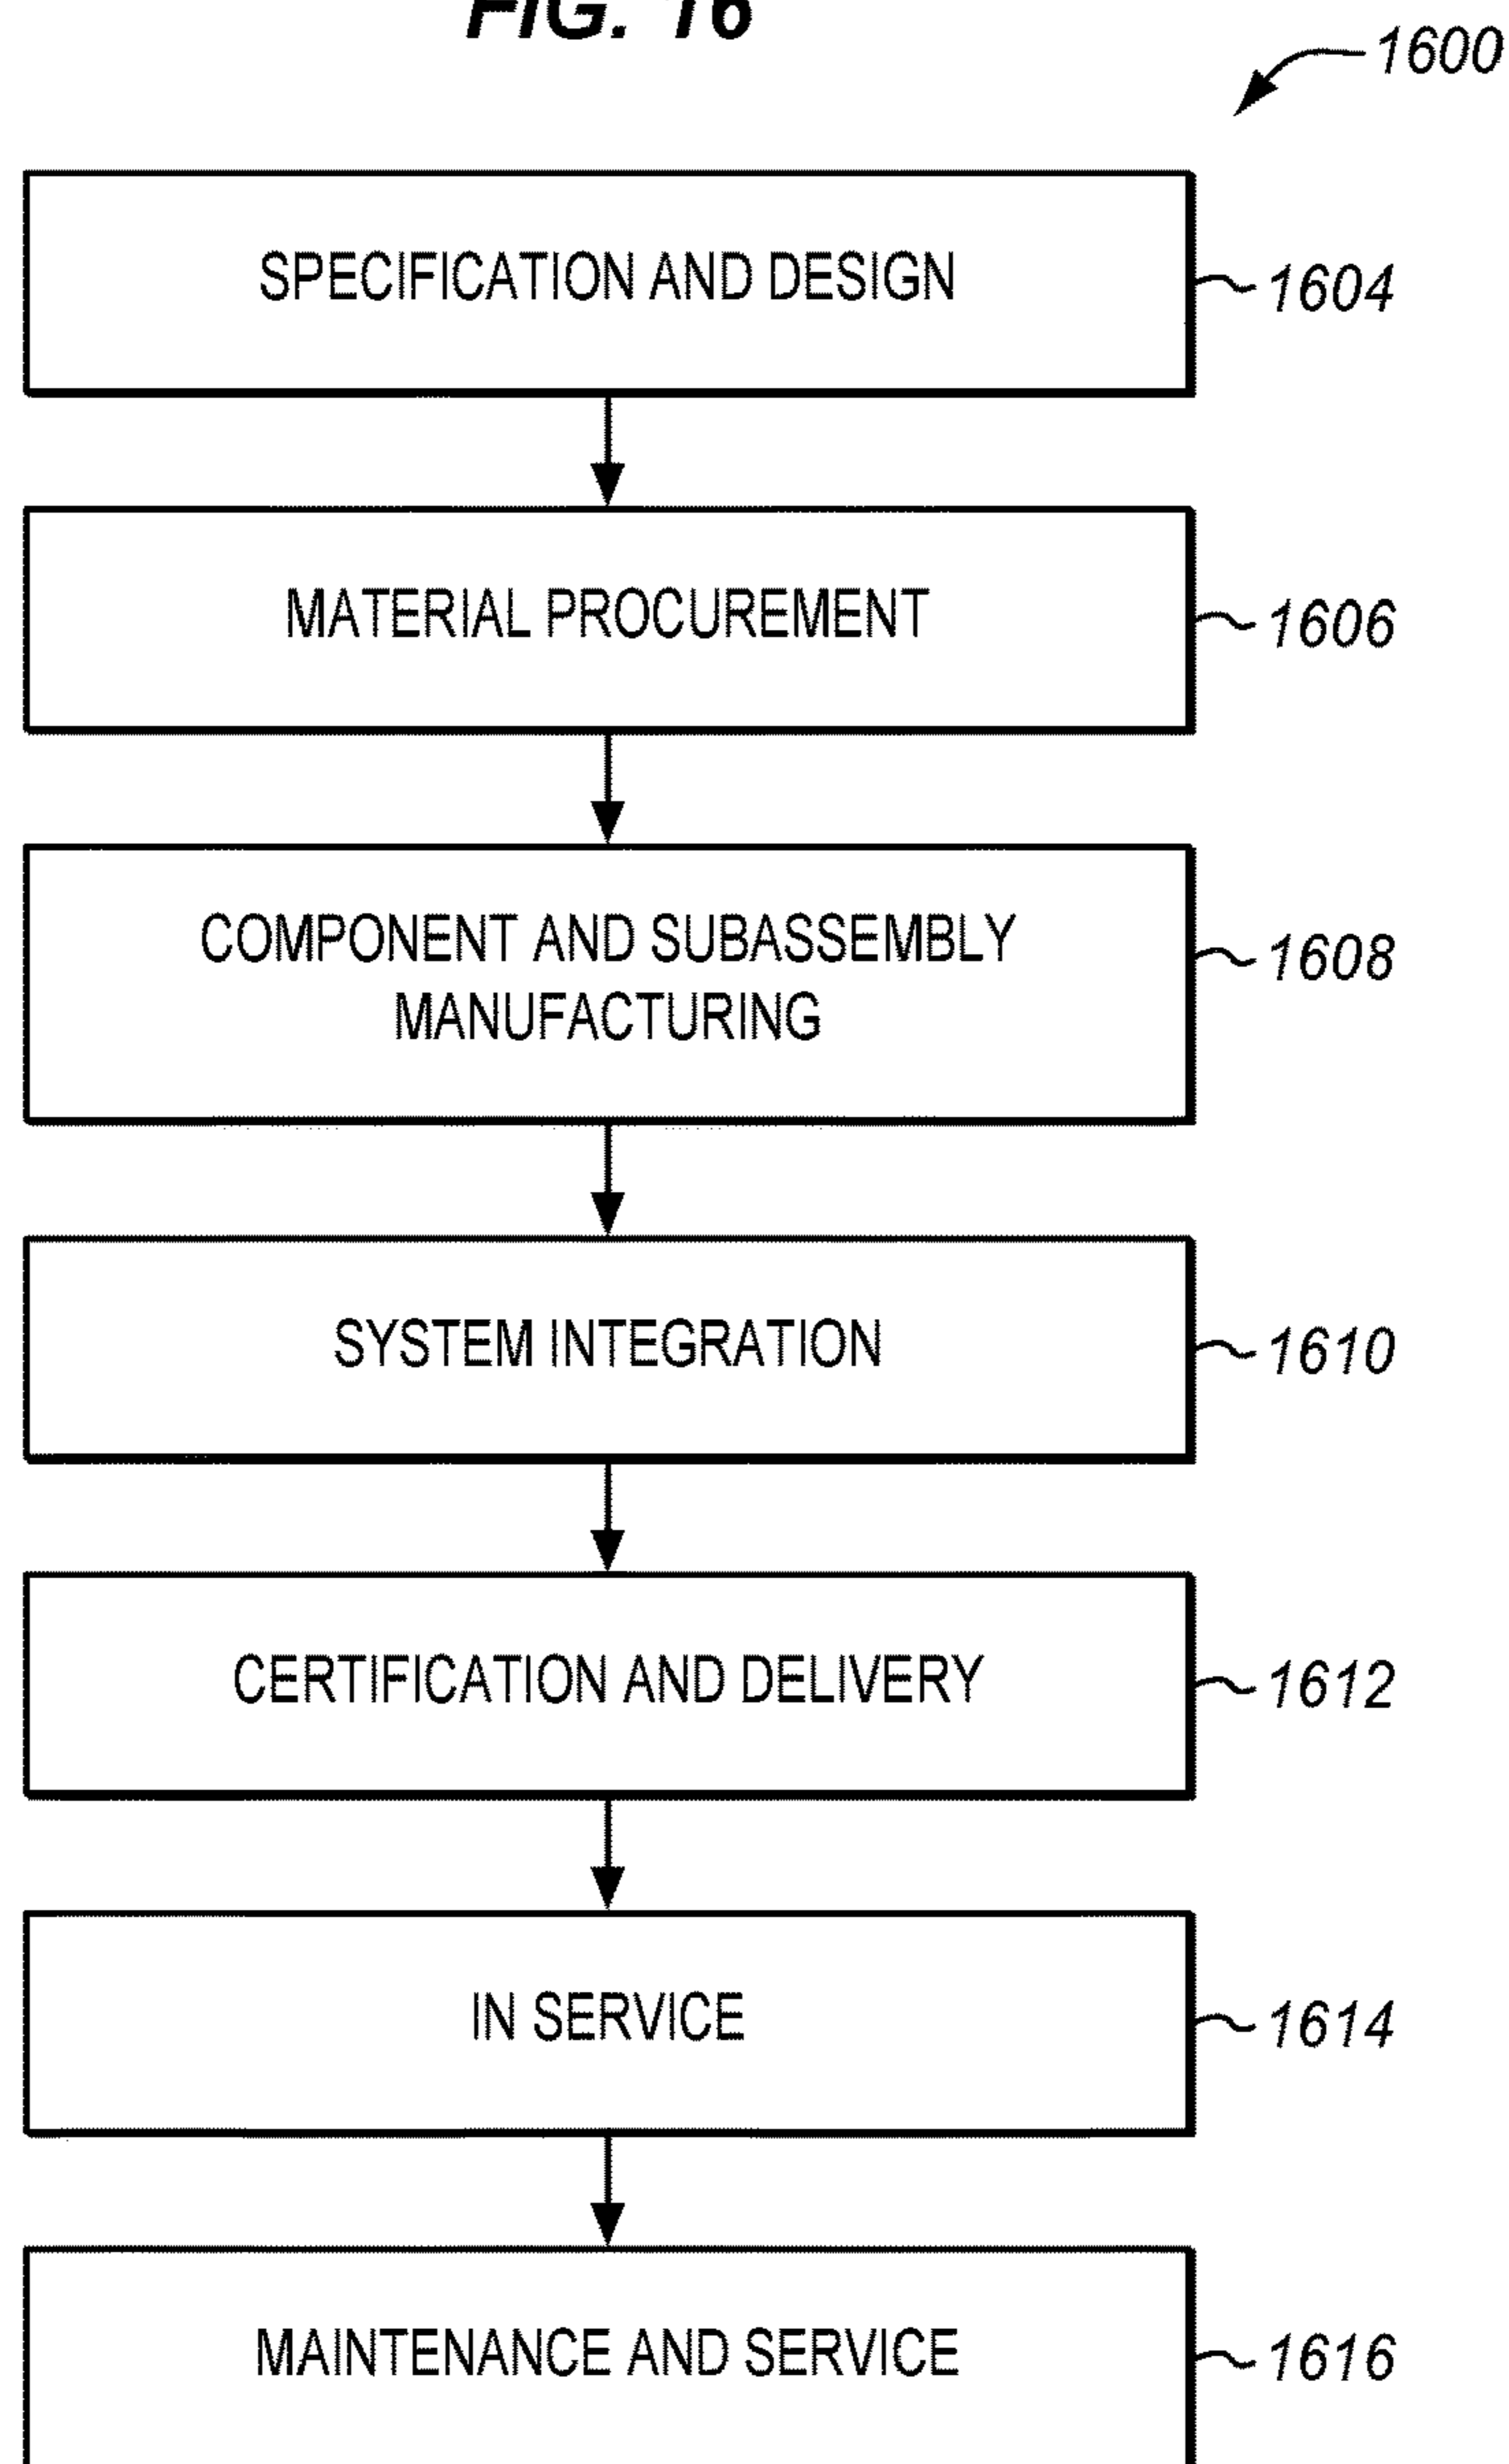 FIG. 16
1600
SPECIFICATION AND DESIGN
1604
MATERIAL PROCUREMENT
1606
COMPONENT AND SUBASSEMBLY
MANUFACTURING
1608
SYSTEM INTEGRATION
1610
CERTIFICATION AND DELIVERY
1612
IN SERVICE
1614
MAINTENANCE AND SERVICE
1616